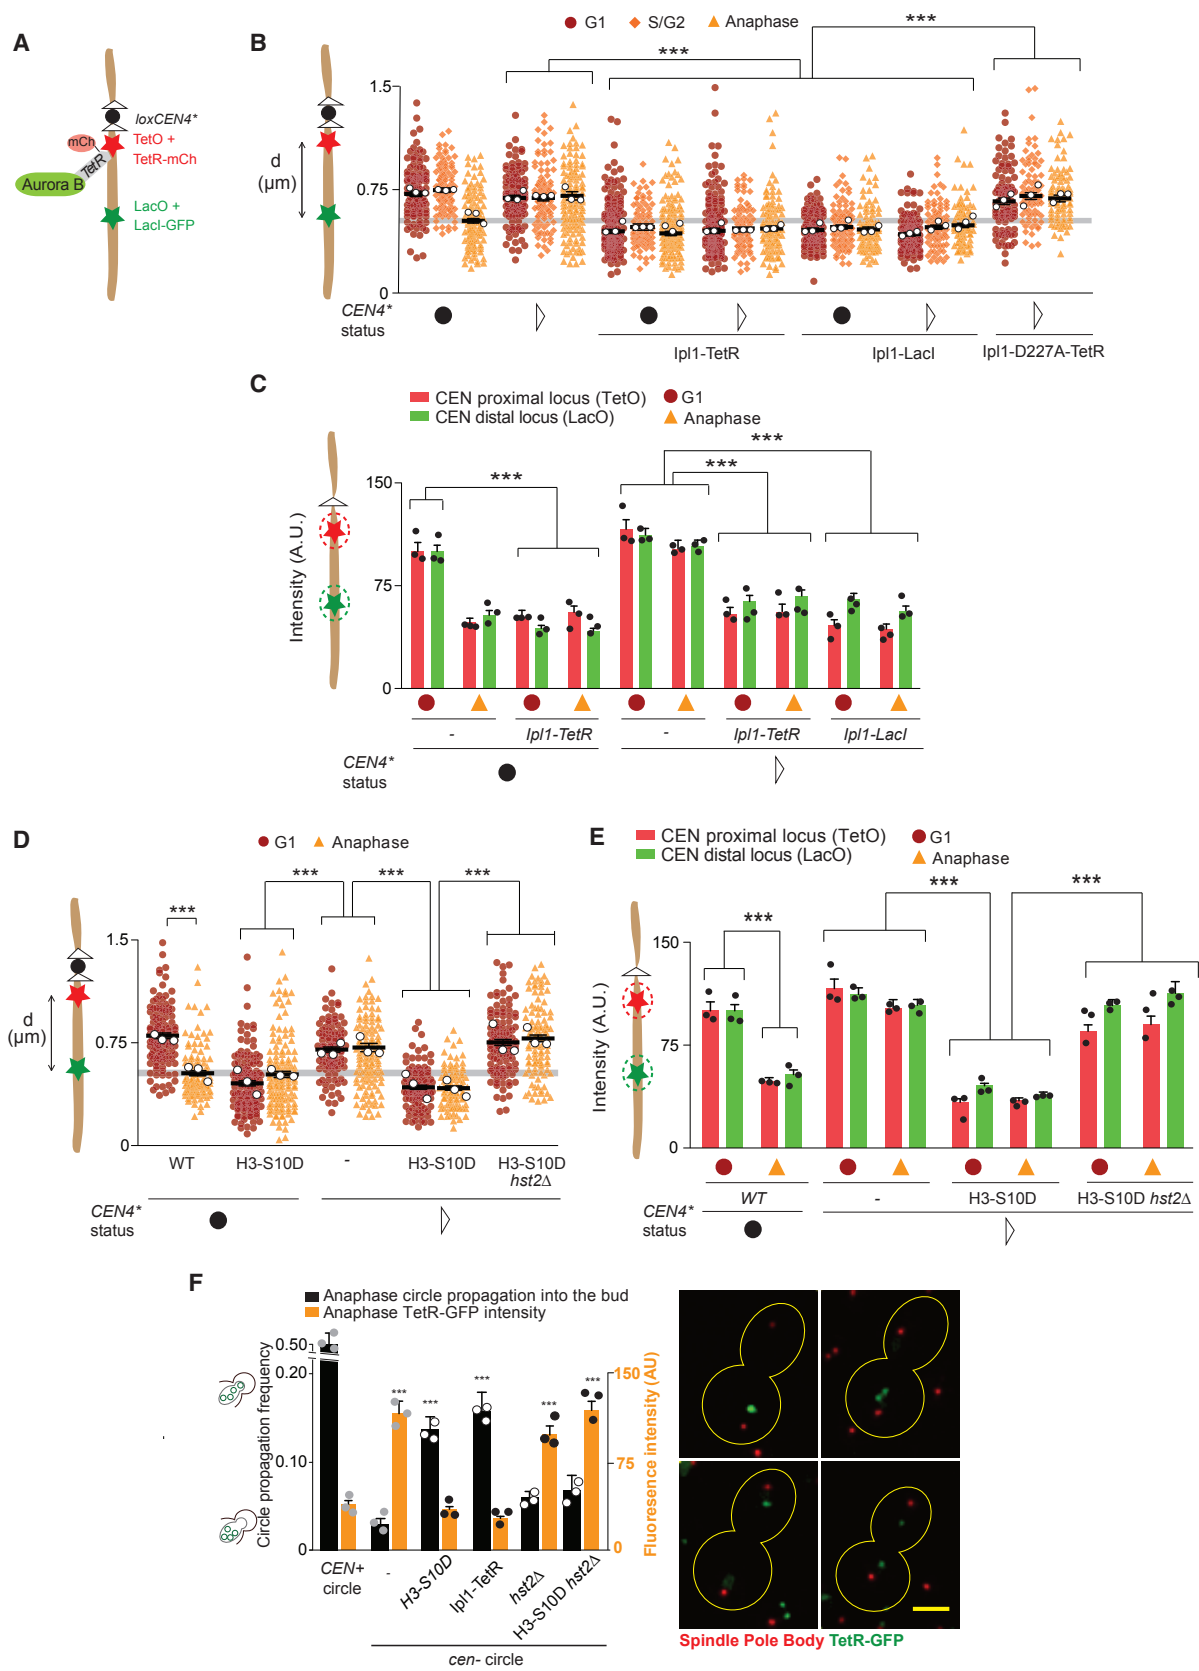 A
loxCEN4*
mCh
TetO +
TetR-mCh
TetR
Aurora B
LacO +
LacI-GFP
B
G1
S/G2
Anaphase
***
***
d
(µm)
1.5
0.75
0
CEN4*
status
Ipl1-TetR
Ipl1-LacI
Ipl1-D227A-TetR
C
CEN proximal locus (TetO)
CEN distal locus (LacO)
G1
Anaphase
***
***
***
Intensity (A.U.)
150
75
0
-
Ipl1-TetR
-
Ipl1-TetR
Ipl1-LacI
CEN4*
status
D
G1
Anaphase
***
***
***
***
d
(µm)
1.5
0.75
0
WT
H3-S10D
-
H3-S10D
H3-S10D
hst2Δ
CEN4*
status
E
CEN proximal locus (TetO)
CEN distal locus (LacO)
G1
Anaphase
***
***
***
Intensity (A.U.)
150
75
0
WT
-
H3-S10D
H3-S10D hst2Δ
CEN4*
status
F
Anaphase circle propagation into the bud
Anaphase TetR-GFP intensity
Circle propagation frequency
0.50
0.20
0.10
0
***
***
***
***
***
150
75
0
Fluoresence intensity (AU)
CEN+
circle
-
H3-S10D
Ipl1-TetR
hst2Δ
H3-S10D hst2Δ
cen- circle
Spindle Pole Body TetR-GFP